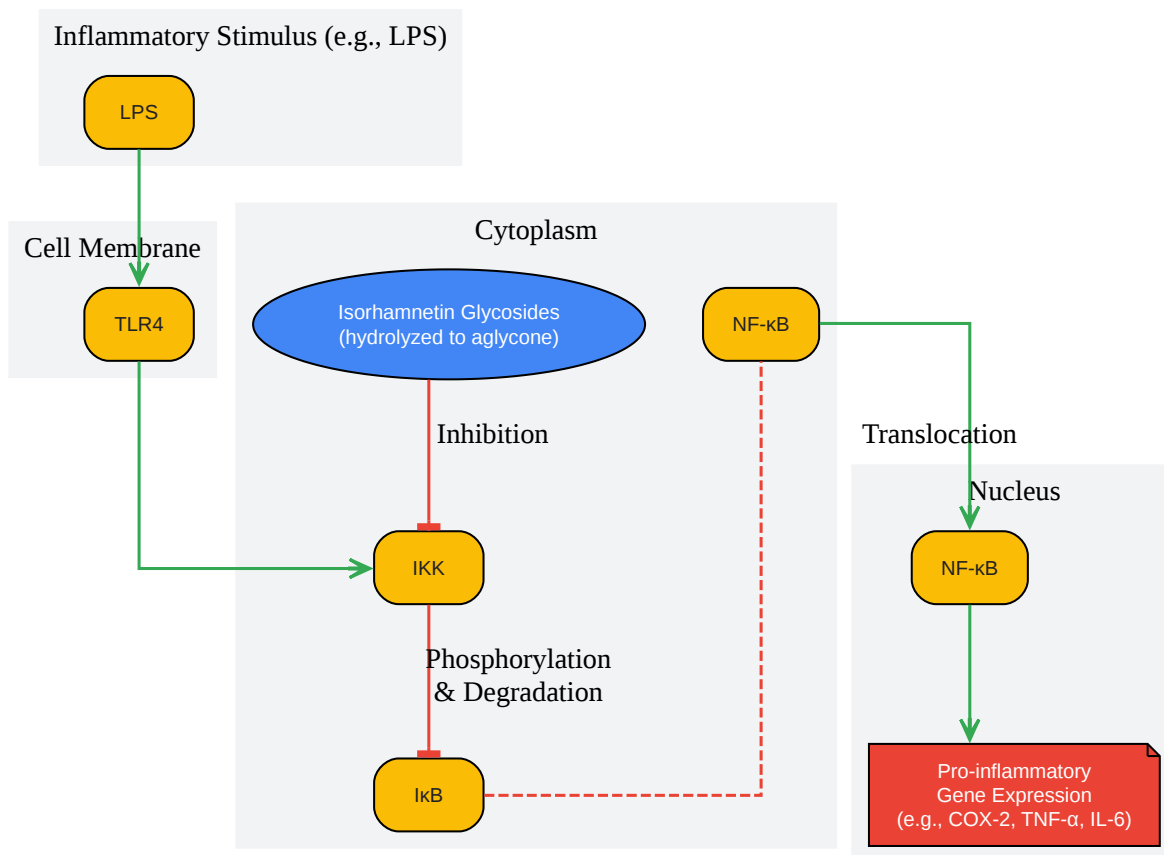 Inflammatory Stimulus (e.g., LPS)
LPS
Cell Membrane
TLR4
Cytoplasm
Isorhamnetin Glycosides
(hydrolyzed to aglycone)
NF-κB
Inhibition
Translocation
Nucleus
IKK
NF-κB
Phosphorylation
& Degradation
IκB
Pro-inflammatory
Gene Expression
(e.g., COX-2, TNF-α, IL-6)